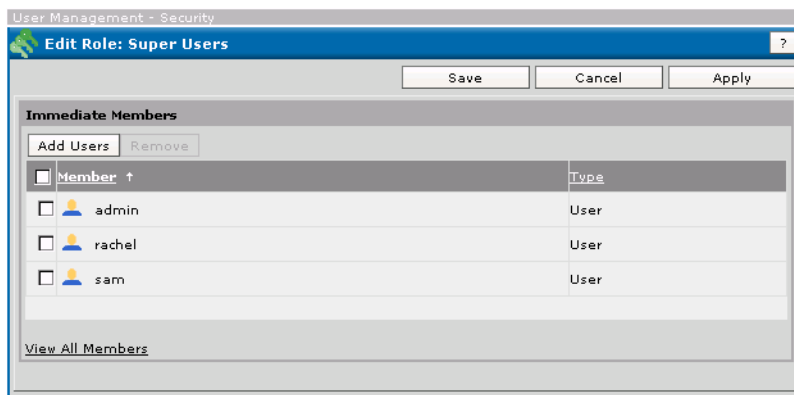 User Management - Security
Edit Role: Super Users
?
Save Cancel Apply
Immediate Members
Add Users Remove
Member ↑ Type
admin User
rachel User
sam User
View All Members